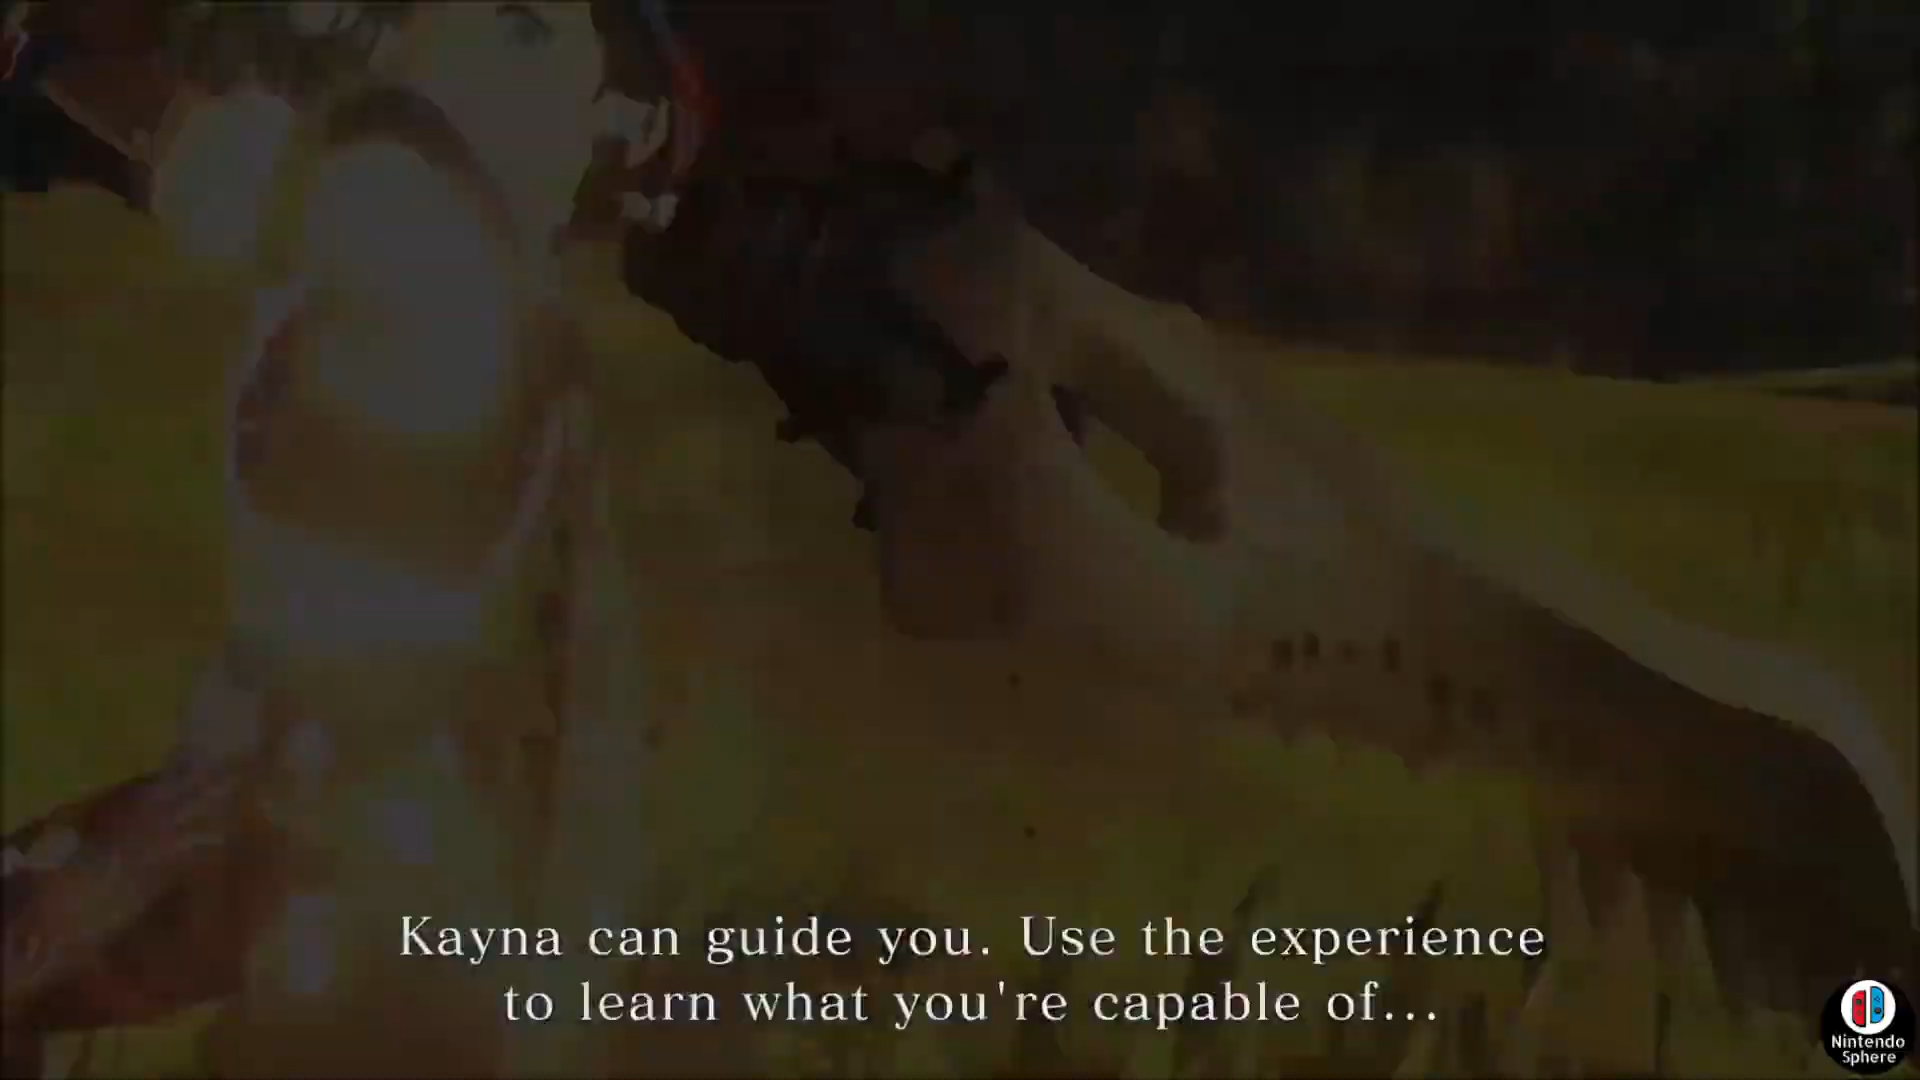 Kayna can guide you. Use the experience
to learn what you're capable of...
Nintendo
Sphere